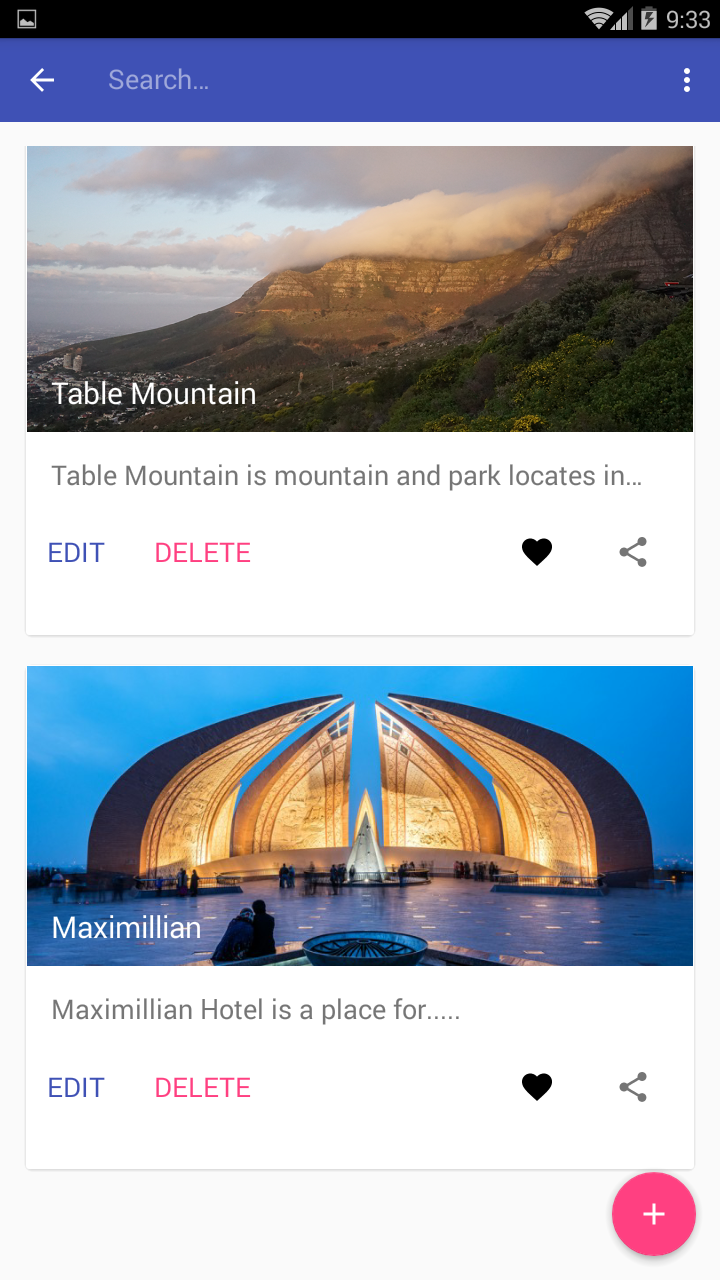 9:33
Search...
Table Mountain
Table Mountain is mountain and park locates in...
EDIT DELETE
Maximillian
Maximillian Hotel is a place for.....
EDIT DELETE